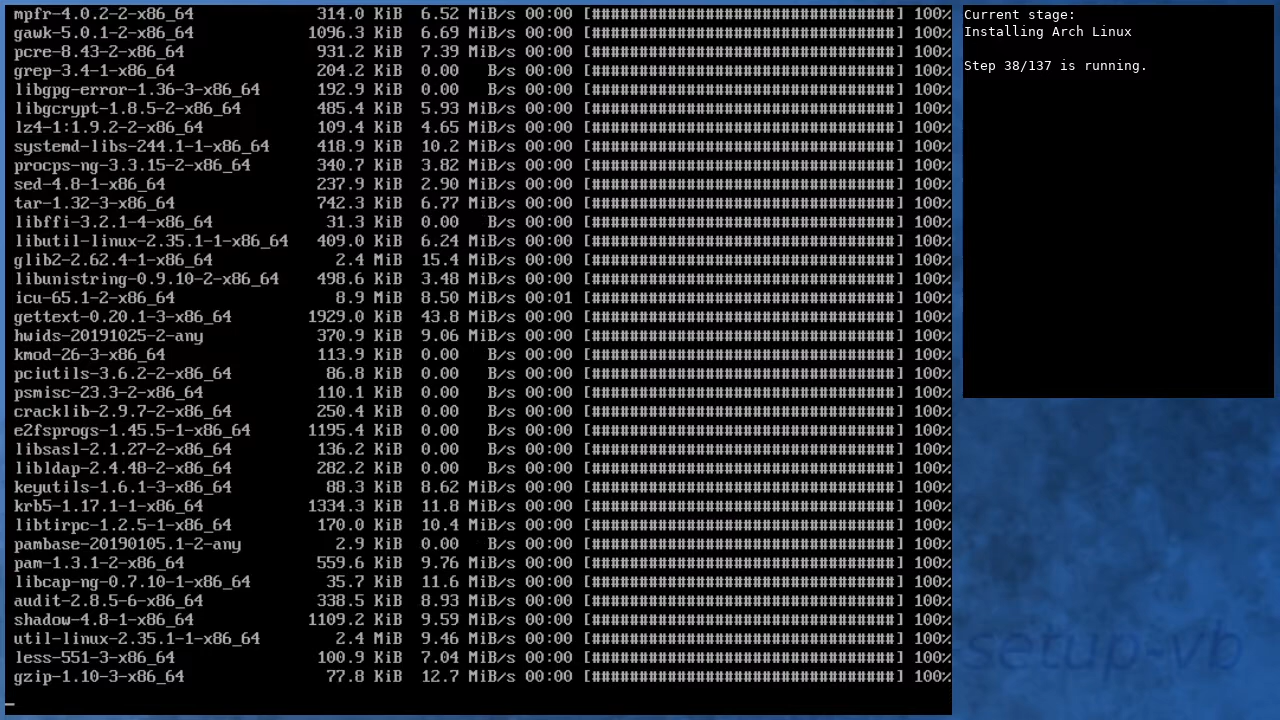 mpfr-4.0.2-2-x86_64 314.0 KiB 6.52 MiB/s 00:00 [################################] 100%
gawk-5.0.1-2-x86_64 1096.3 KiB 6.69 MiB/s 00:00 [################################] 100%
pcre-8.43-2-x86_64 931.2 KiB 7.39 MiB/s 00:00 [################################] 100%
grep-3.4-1-x86_64 204.2 KiB 0.00 B/s 00:00 [################################] 100%
libgpg-error-1.36-3-x86_64 192.9 KiB 0.00 B/s 00:00 [################################] 100%
libgcrypt-1.8.5-2-x86_64 485.4 KiB 5.93 MiB/s 00:00 [################################] 100%
lz4-1:1.9.2-2-x86_64 109.4 KiB 4.65 MiB/s 00:00 [################################] 100%
systemd-libs-244.1-1-x86_64 418.9 KiB 10.2 MiB/s 00:00 [################################] 100%
procps-ng-3.3.15-2-x86_64 340.7 KiB 3.82 MiB/s 00:00 [################################] 100%
sed-4.8-1-x86_64 237.9 KiB 2.90 MiB/s 00:00 [################################] 100%
tar-1.32-3-x86_64 742.3 KiB 6.77 MiB/s 00:00 [################################] 100%
libffi-3.2.1-4-x86_64 31.3 KiB 0.00 B/s 00:00 [################################] 100%
libutil-linux-2.35.1-1-x86_64 409.0 KiB 6.24 MiB/s 00:00 [################################] 100%
glib2-2.62.4-1-x86_64 2.4 MiB 15.4 MiB/s 00:00 [################################] 100%
libunistring-0.9.10-2-x86_64 498.6 KiB 3.48 MiB/s 00:00 [################################] 100%
icu-65.1-2-x86_64 8.9 MiB 8.50 MiB/s 00:01 [################################] 100%
gettext-0.20.1-3-x86_64 1929.0 KiB 43.8 MiB/s 00:00 [################################] 100%
hwids-20191025-2-any 370.9 KiB 9.06 MiB/s 00:00 [################################] 100%
kmod-26-3-x86_64 113.9 KiB 0.00 B/s 00:00 [################################] 100%
pciutils-3.6.2-2-x86_64 86.8 KiB 0.00 B/s 00:00 [################################] 100%
psmisc-23.3-2-x86_64 110.1 KiB 0.00 B/s 00:00 [################################] 100%
cracklib-2.9.7-2-x86_64 250.4 KiB 0.00 B/s 00:00 [################################] 100%
e2fsprogs-1.45.5-1-x86_64 1195.4 KiB 0.00 B/s 00:00 [################################] 100%
libsasl-2.1.27-2-x86_64 136.2 KiB 0.00 B/s 00:00 [################################] 100%
libldap-2.4.48-2-x86_64 282.2 KiB 0.00 B/s 00:00 [################################] 100%
keyutils-1.6.1-3-x86_64 88.3 KiB 8.62 MiB/s 00:00 [################################] 100%
krb5-1.17.1-1-x86_64 1334.3 KiB 11.8 MiB/s 00:00 [################################] 100%
libtirpc-1.2.5-1-x86_64 170.0 KiB 10.4 MiB/s 00:00 [################################] 100%
pambase-20190105.1-2-any 2.9 KiB 0.00 B/s 00:00 [################################] 100%
pam-1.3.1-2-x86_64 559.6 KiB 9.76 MiB/s 00:00 [################################] 100%
libcap-ng-0.7.10-1-x86_64 35.7 KiB 11.6 MiB/s 00:00 [################################] 100%
audit-2.8.5-6-x86_64 338.5 KiB 8.93 MiB/s 00:00 [################################] 100%
shadow-4.8-1-x86_64 1109.2 KiB 9.59 MiB/s 00:00 [################################] 100%
util-linux-2.35.1-1-x86_64 2.4 MiB 9.46 MiB/s 00:00 [################################] 100%
less-551-3-x86_64 100.9 KiB 7.04 MiB/s 00:00 [################################] 100%
gzip-1.10-3-x86_64 77.8 KiB 12.7 MiB/s 00:00 [################################] 100%
Current stage:
Installing Arch Linux
Step 38/137 is running.
setup-vb